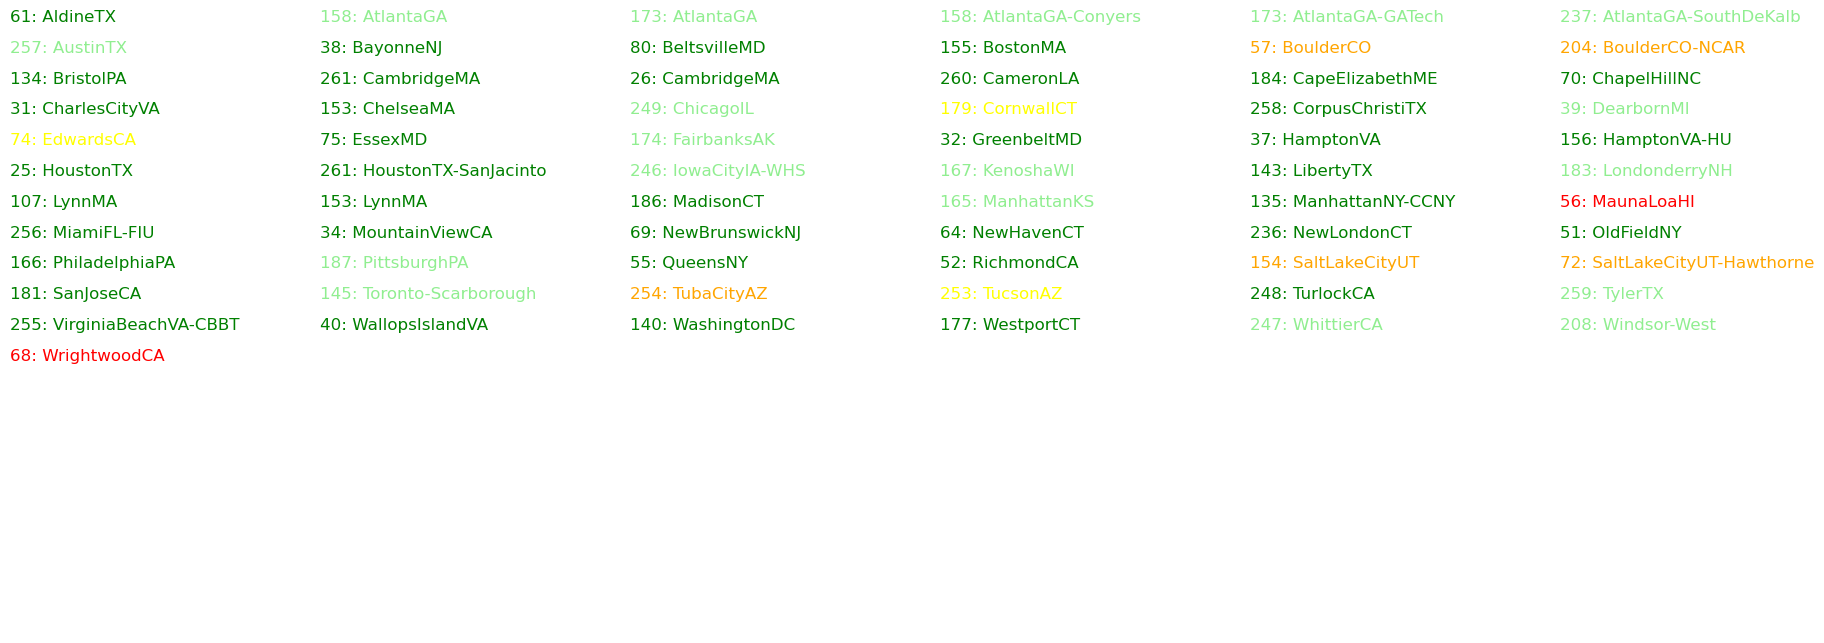 61: AldineTX 158: AtlantaGA 173: AtlantaGA 158: AtlantaGA-Conyers 173: AtlantaGA-GATech 237: AtlantaGA-SouthDeKalb
257: AustinTX 38: BayonneNJ 80: BeltsvilleMD 155: BostonMA 57: BoulderCO 204: BoulderCO-NCAR
134: BristolPA 261: CambridgeMA 26: CambridgeMA 260: CameronLA 184: CapeElizabethME 70: ChapelHillNC
31: CharlesCityVA 153: ChelseaMA 249: ChicagoIL 179: CornwallCT 258: CorpusChristiTX 39: DearbornMI
74: EdwardsCA 75: EssexMD 174: FairbanksAK 32: GreenbeltMD 37: HamptonVA 156: HamptonVA-HU
25: HoustonTX 261: HoustonTX-SanJacinto 246: IowaCityIA-WHS 167: KenoshaWI 143: LibertyTX 183: LondonderryNH
107: LynnMA 153: LynnMA 186: MadisonCT 165: ManhattanKS 135: ManhattanNY-CCNY 56: MaunaLoaHI
256: MiamiFL-FIU 34: MountainViewCA 69: NewBrunswickNJ 64: NewHavenCT 236: NewLondonCT 51: OldFieldNY
166: PhiladelphiaPA 187: PittsburghPA 55: QueensNY 52: RichmondCA 154: SaltLakeCityUT 72: SaltLakeCityUT-Hawthorne
181: SanJoseCA 145: Toronto-Scarborough 254: TubaCityAZ 253: TucsonAZ 248: TurlockCA 259: TylerTX
255: VirginiaBeachVA-CBBT 40: WallopsIslandVA 140: WashingtonDC 177: WestportCT 247: WhittierCA 208: Windsor-West
68: WrightwoodCA